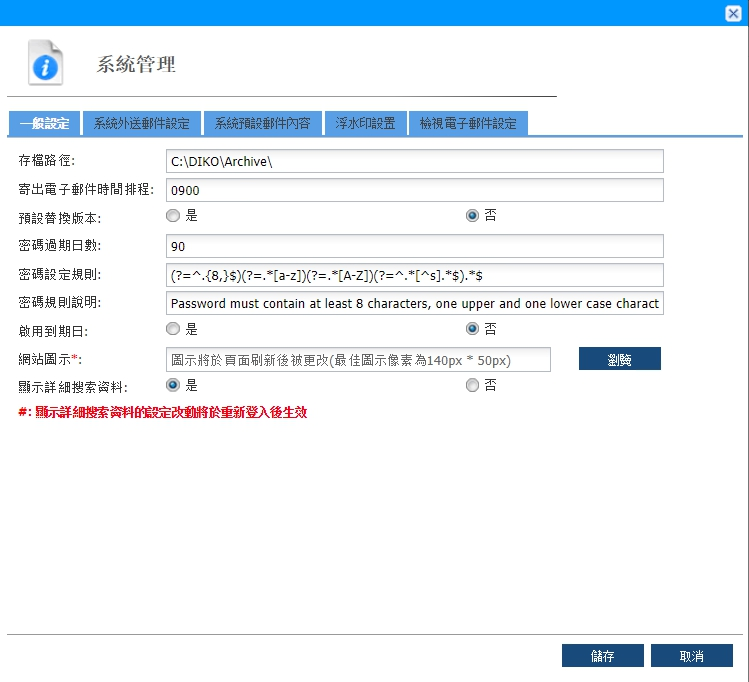 系統管理
一般設定 系統外送郵件設定 系統預設郵件內容 浮水印設置 檢視電子郵件設定
存檔路徑: C:\DIKO\Archive\
寄出電子郵件時間排程: 0900
預設替換版本: 是 否
密碼過期日數: 90
密碼設定規則: (?=^.{8,}$)(?=.*[a-z])(?=.*[A-Z])(?=^.*[^s].*$).*$
密碼規則說明: Password must contain at least 8 characters, one upper and one lower case charact
啟用到期日: 是 否
網站圖示*: 圖示將於頁面刷新後被更改(最佳圖示像素為140px * 50px) 瀏覽
顯示詳細搜索資料: 是 否
#: 顯示詳細搜索資料的設定改動將於重新登入後生效
儲存 取消